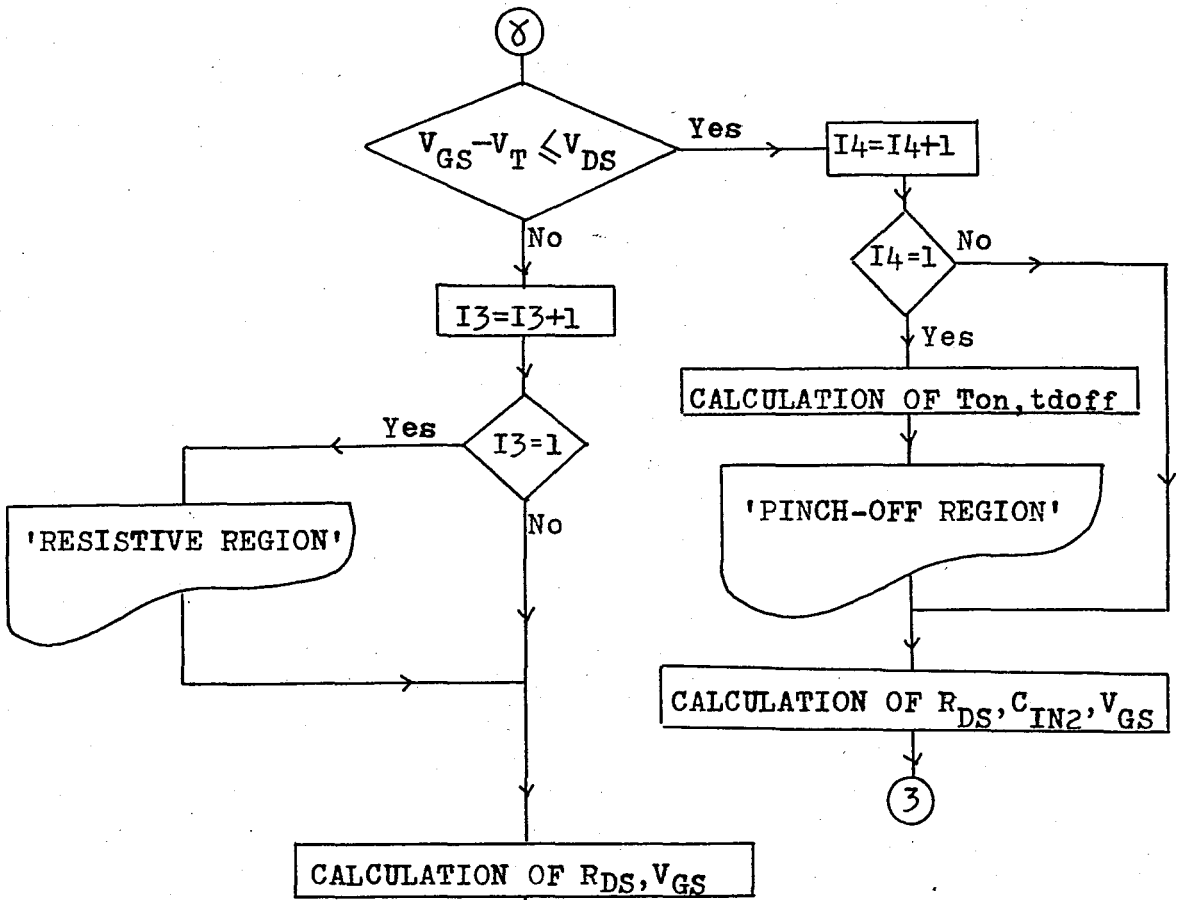 γ
V_GS-V_T ≤ V_DS
Yes
I4=I4+1
No
I4=1
No
I3=I3+1
Yes
CALCULATION OF Ton,tdoff
Yes
I3=1
'PINCH-OFF REGION'
No
'RESISTIVE REGION'
CALCULATION OF R_DS,C_IN2,V_GS
3
CALCULATION OF R_DS,V_GS